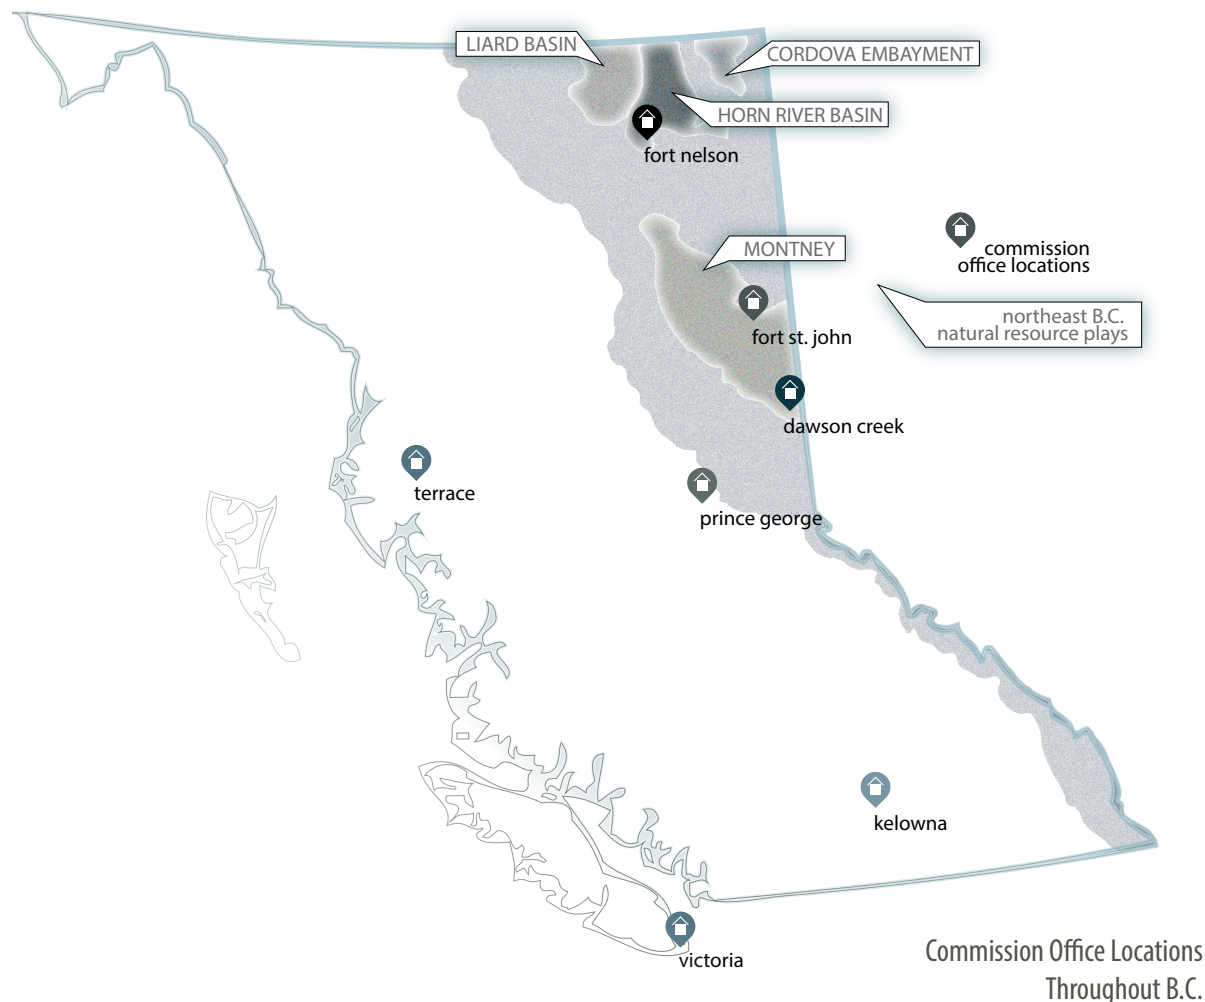 LIARD BASIN
CORDOVA EMBAYMENT
HORN RIVER BASIN
fort nelson
MONTNEY
commission
office locations
northeast B.C.
natural resource plays
fort st. john
dawson creek
terrace
prince george
kelowna
victoria
Commission Office Locations
Throughout B.C.